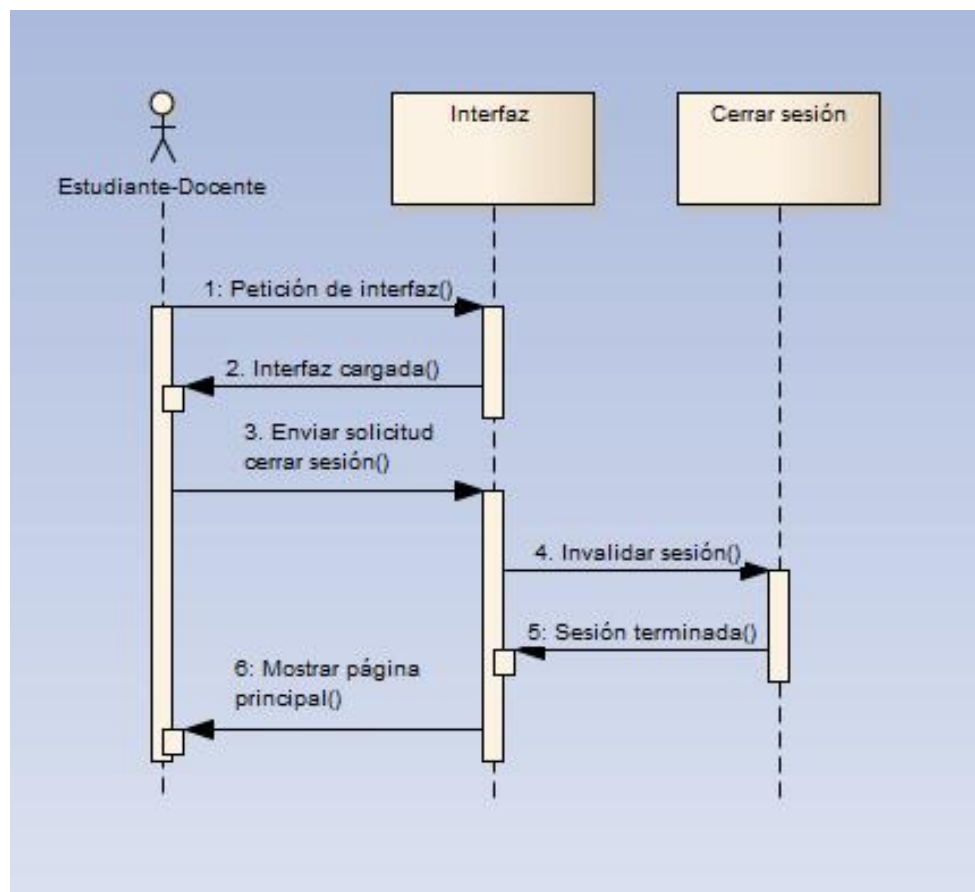 Interfaz
Cerrar sesión
Estudiante-Docente
1: Petición de interfaz()
2. Interfaz cargada()
3. Enviar solicitud
cerrar sesión()
4. Invalidar sesión()
5: Sesión terminada()
6: Mostrar página
principal()